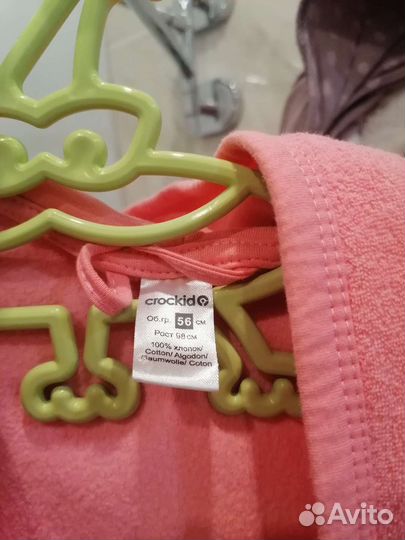 crockid
Об.гр. 56 см
Рост 98 см
100% хлопок/
Cotton/ Algodon/
Baumwolle/ Coton
Avito